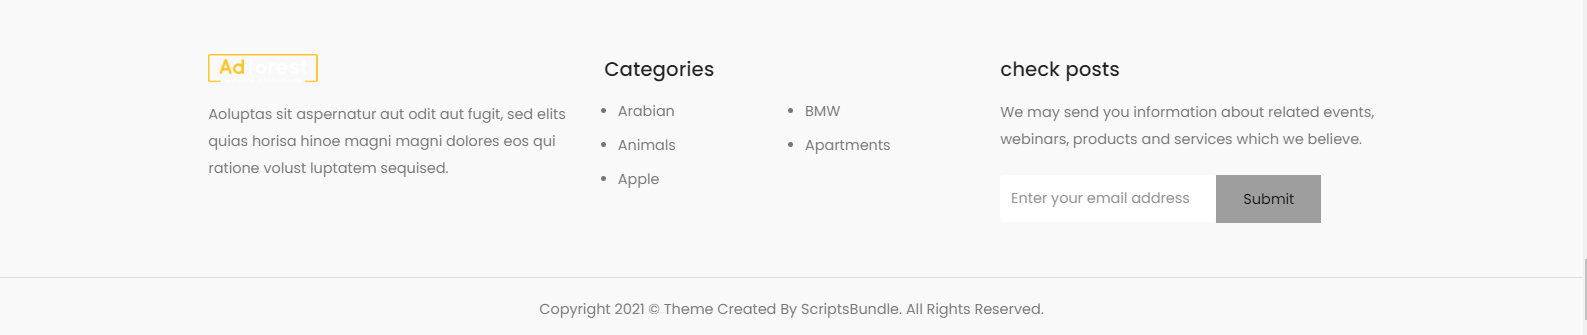 Adforest
Aoluptas sit aspernatur aut odit aut fugit, sed elits
quias horisa hinoe magni magni dolores eos qui
ratione volust luptatem sequised.
Categories
Arabian
Animals
Apple
BMW
Apartments
check posts
We may send you information about related events,
webinars, products and services which we believe.
Enter your email address
Submit
Copyright 2021 © Theme Created By ScriptsBundle. All Rights Reserved.